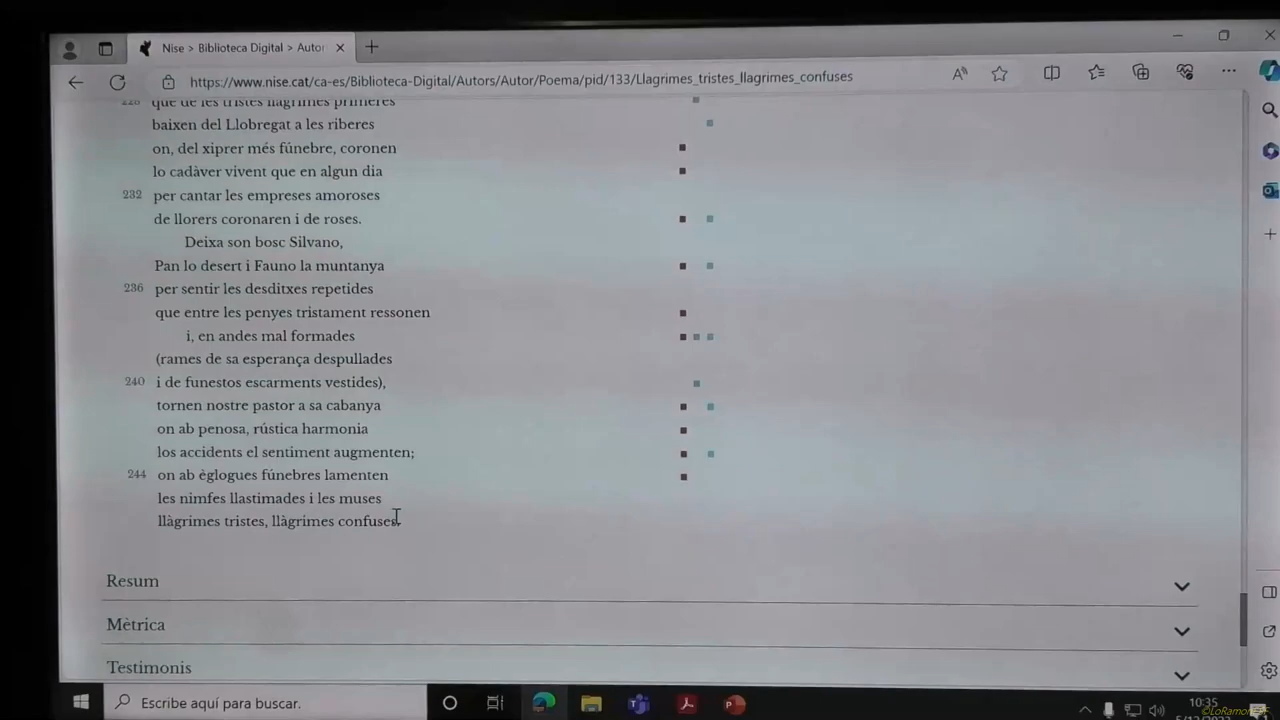 Nise > Biblioteca Digital > Autor
https://www.nise.cat/ca-es/Biblioteca-Digital/Autors/Autor/Poema/pid/133/Llagrimes_tristes_llagrimes_confuses
que de les tristes llàgrimes primeres
baixen del Llobregat a les riberes
on, del xiprer més fúnebre, coronen
lo cadàver vivent que en algun dia
232 per cantar les empreses amoroses
de llorers coronaren i de roses.
Deixa son bosc Silvano,
Pan lo desert i Fauno la muntanya
236 per sentir les desditxes repetides
que entre les penyes tristament ressonen
i, en andes mal formades
(rames de sa esperança despullades
240 i de funestos escarments vestides),
tornen nostre pastor a sa cabanya
on ab penosa, rústica harmonia
los accidents el sentiment augmenten;
244 on ab èglogues fúnebres lamenten
les nimfes llastimades i les muses
llàgrimes tristes, llàgrimes confuses.
Resum
Mètrica
Testimonis
Escribe aquí para buscar.
10:35